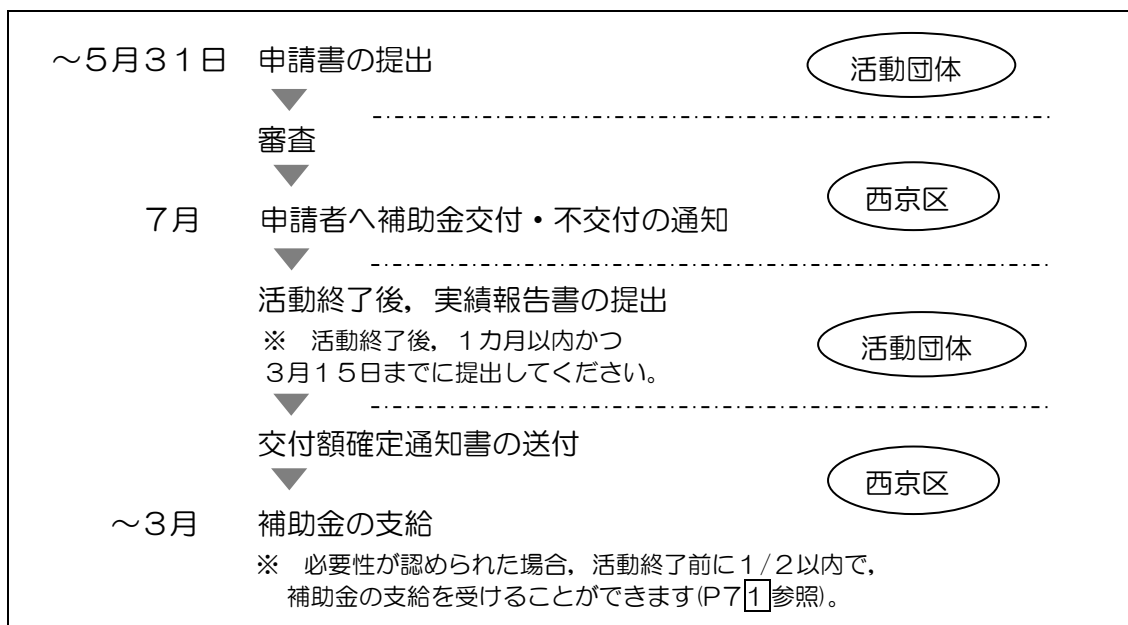 ～５月３１日　申請書の提出
活動団体
審査
西京区
７月　申請者へ補助金交付・不交付の通知
活動終了後，実績報告書の提出
※　活動終了後，１カ月以内かつ
３月１５日までに提出してください。
活動団体
交付額確定通知書の送付
西京区
～３月　補助金の支給
※　必要性が認められた場合，活動終了前に１/２以内で，
補助金の支給を受けることができます(P７１参照)。